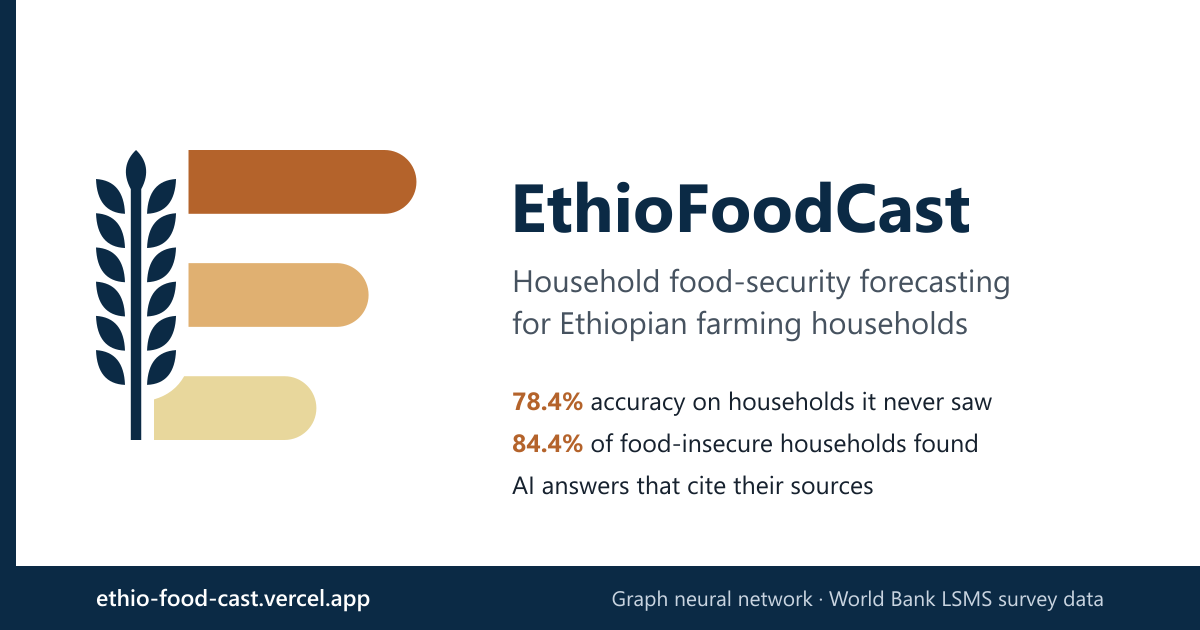 EthioFoodCast
Household food-security forecasting
for Ethiopian farming households
78.4% accuracy on households it never saw
84.4% of food-insecure households found
AI answers that cite their sources
ethio-food-cast.vercel.app
Graph neural network · World Bank LSMS survey data